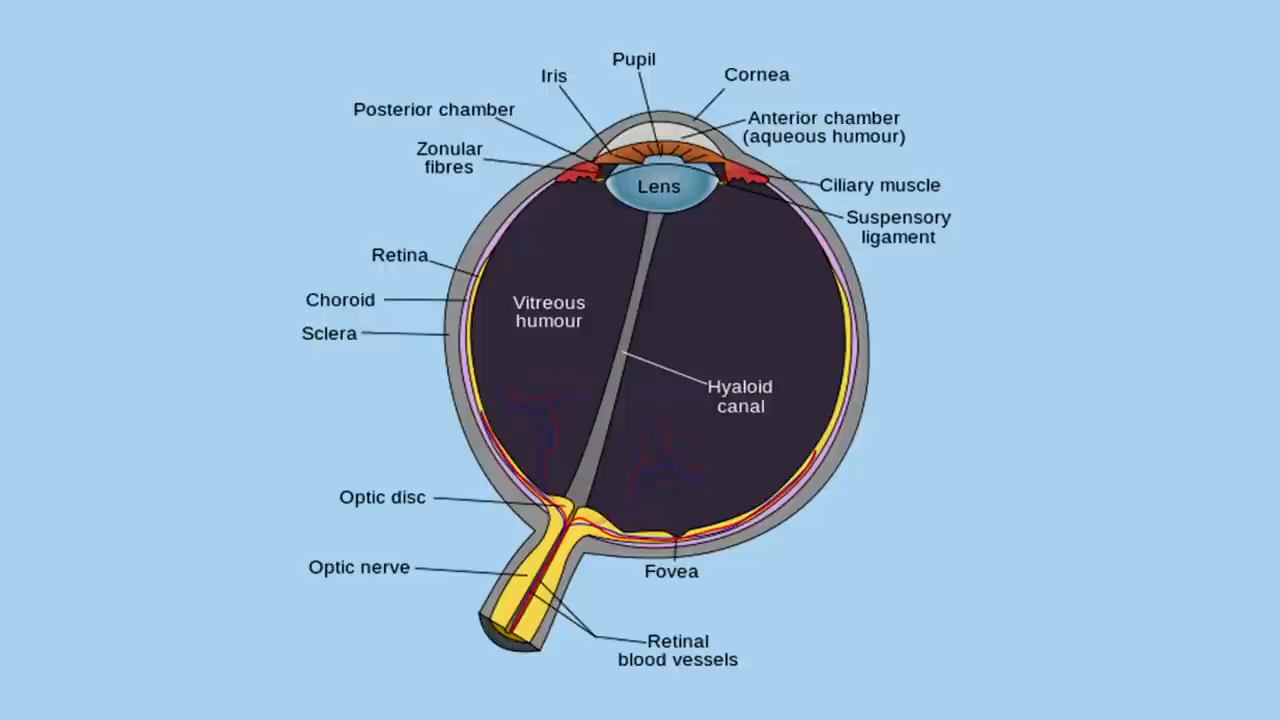 Pupil
Iris
Cornea
Posterior chamber
Anterior chamber
(aqueous humour)
Zonular
fibres
Lens
Ciliary muscle
Suspensory
ligament
Retina
Choroid
Vitreous
humour
Sclera
Hyaloid
canal
Optic disc
Optic nerve
Fovea
Retinal
blood vessels